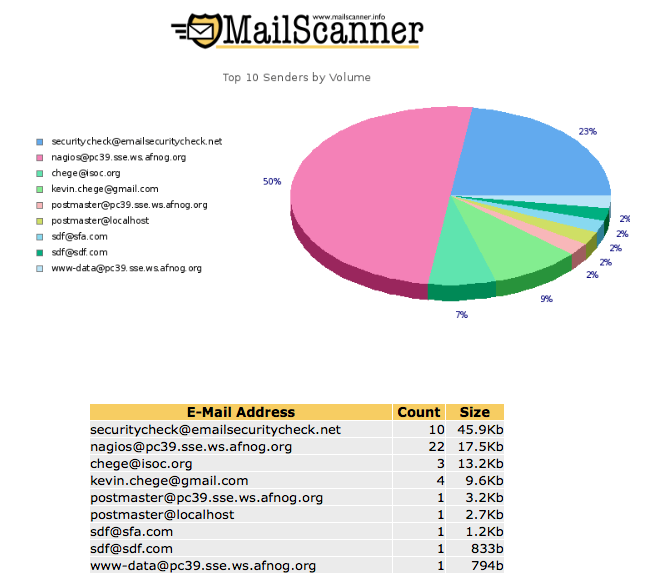 www.mailscanner.info
MailScanner
Top 10 Senders by Volume
securitycheck@emailsecuritycheck.net
nagios@pc39.sse.ws.afnog.org
chege@isoc.org
kevin.chege@gmail.com
postmaster@pc39.sse.ws.afnog.org
postmaster@localhost
sdf@sfa.com
sdf@sdf.com
www-data@pc39.sse.ws.afnog.org
23%
50%
2%
2%
2%
2%
2%
9%
7%
E-Mail Address Count Size
securitycheck@emailsecuritycheck.net 10 45.9Kb
nagios@pc39.sse.ws.afnog.org 22 17.5Kb
chege@isoc.org 3 13.2Kb
kevin.chege@gmail.com 4 9.6Kb
postmaster@pc39.sse.ws.afnog.org 1 3.2Kb
postmaster@localhost 1 2.7Kb
sdf@sfa.com 1 1.2Kb
sdf@sdf.com 1 833b
www-data@pc39.sse.ws.afnog.org 1 794b